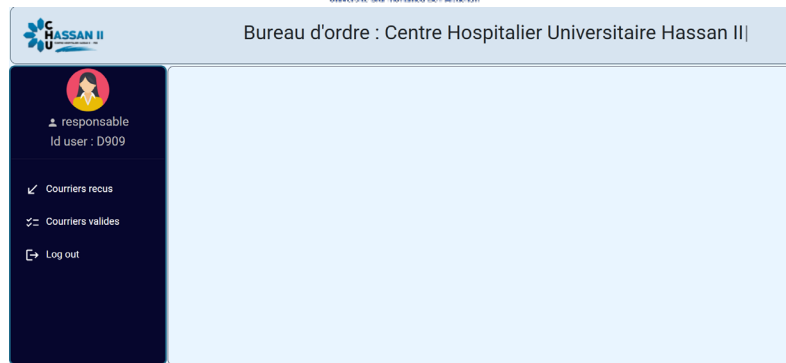 C
HASSAN II
U
Bureau d'ordre : Centre Hospitalier Universitaire Hassan II|
responsable
Id user : D909
Courriers recus
Courriers valides
Log out